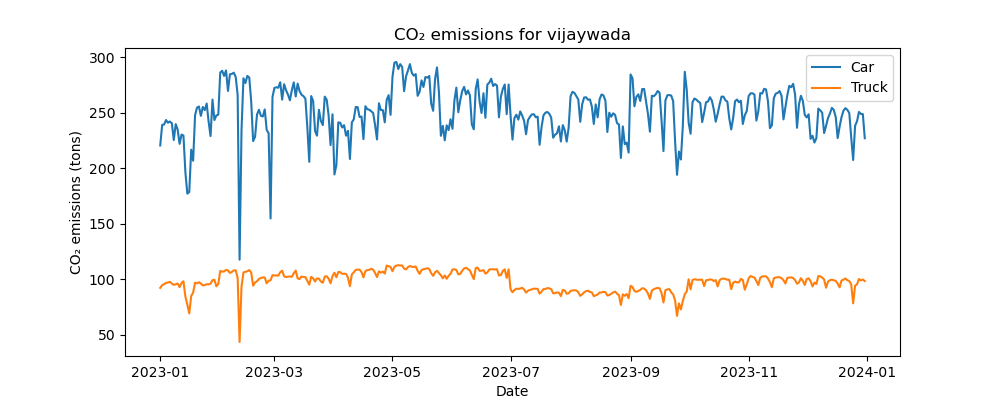 CO₂ emissions for vijaywada
Car
Truck
CO₂ emissions (tons)
300
250
200
150
100
50
2023-01 2023-03 2023-05 2023-07 2023-09 2023-11 2024-01
Date